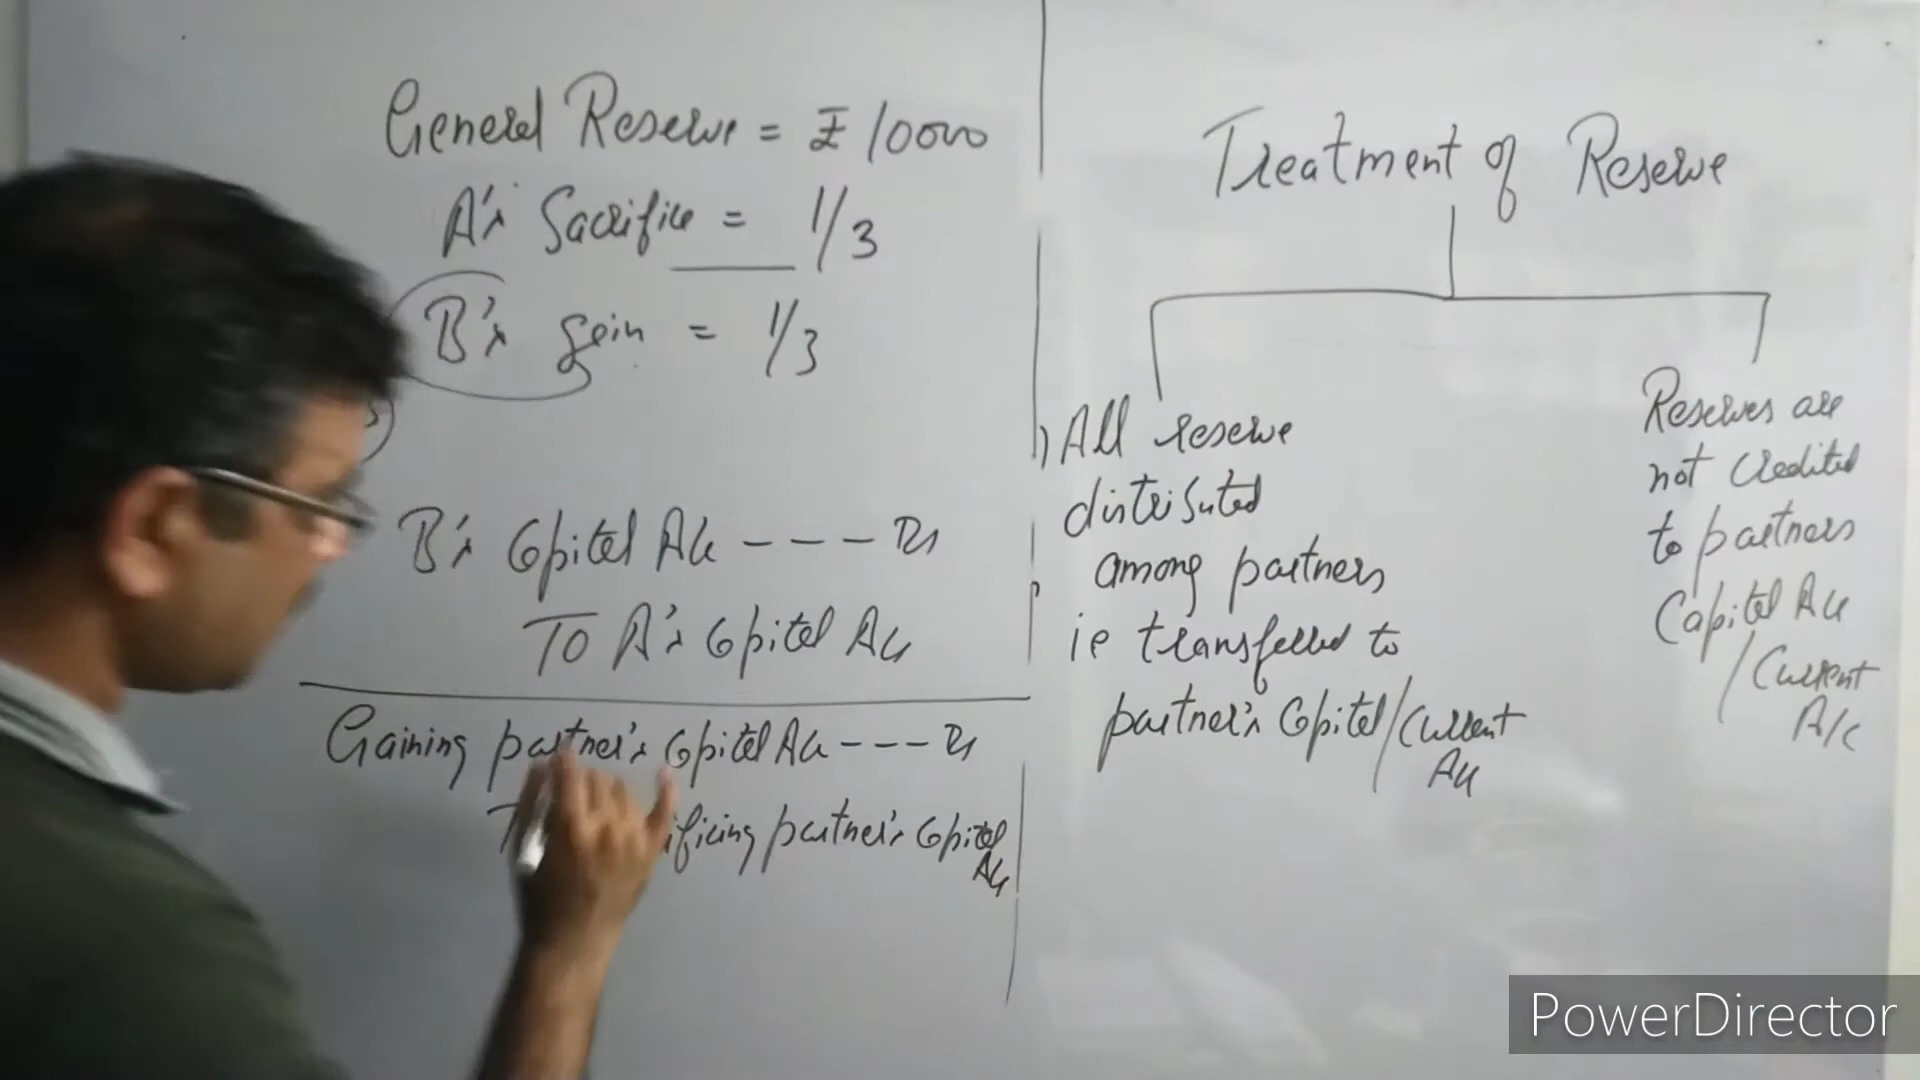 General Reserve = ₹ 10000
A's Sacrifice = 1/3
B's gain = 1/3
B's Capital A/c --- Dr
To A's Capital A/c
Gaining partner's Capital A/c --- Dr
partner's Capital
A/c
Treatment of Reserve
1) All reserve
distributed
among partners
ie transferred to
partner's Capital/Current
A/c
Reserves are
not Credited
to partners
Capital A/c
/Current
A/c
PowerDirector